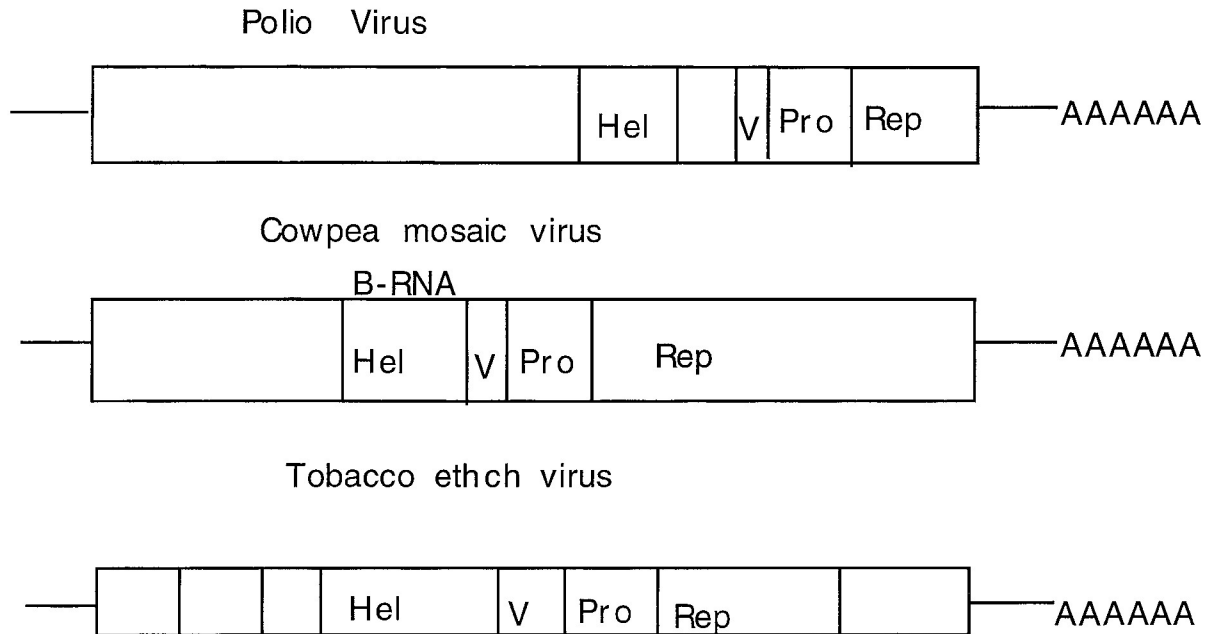 Polio Virus
Hel V Pro Rep AAAAAA
Cowpea mosaic virus
B-RNA
Hel V Pro Rep AAAAAA
Tobacco ethch virus
Hel V Pro Rep AAAAAA